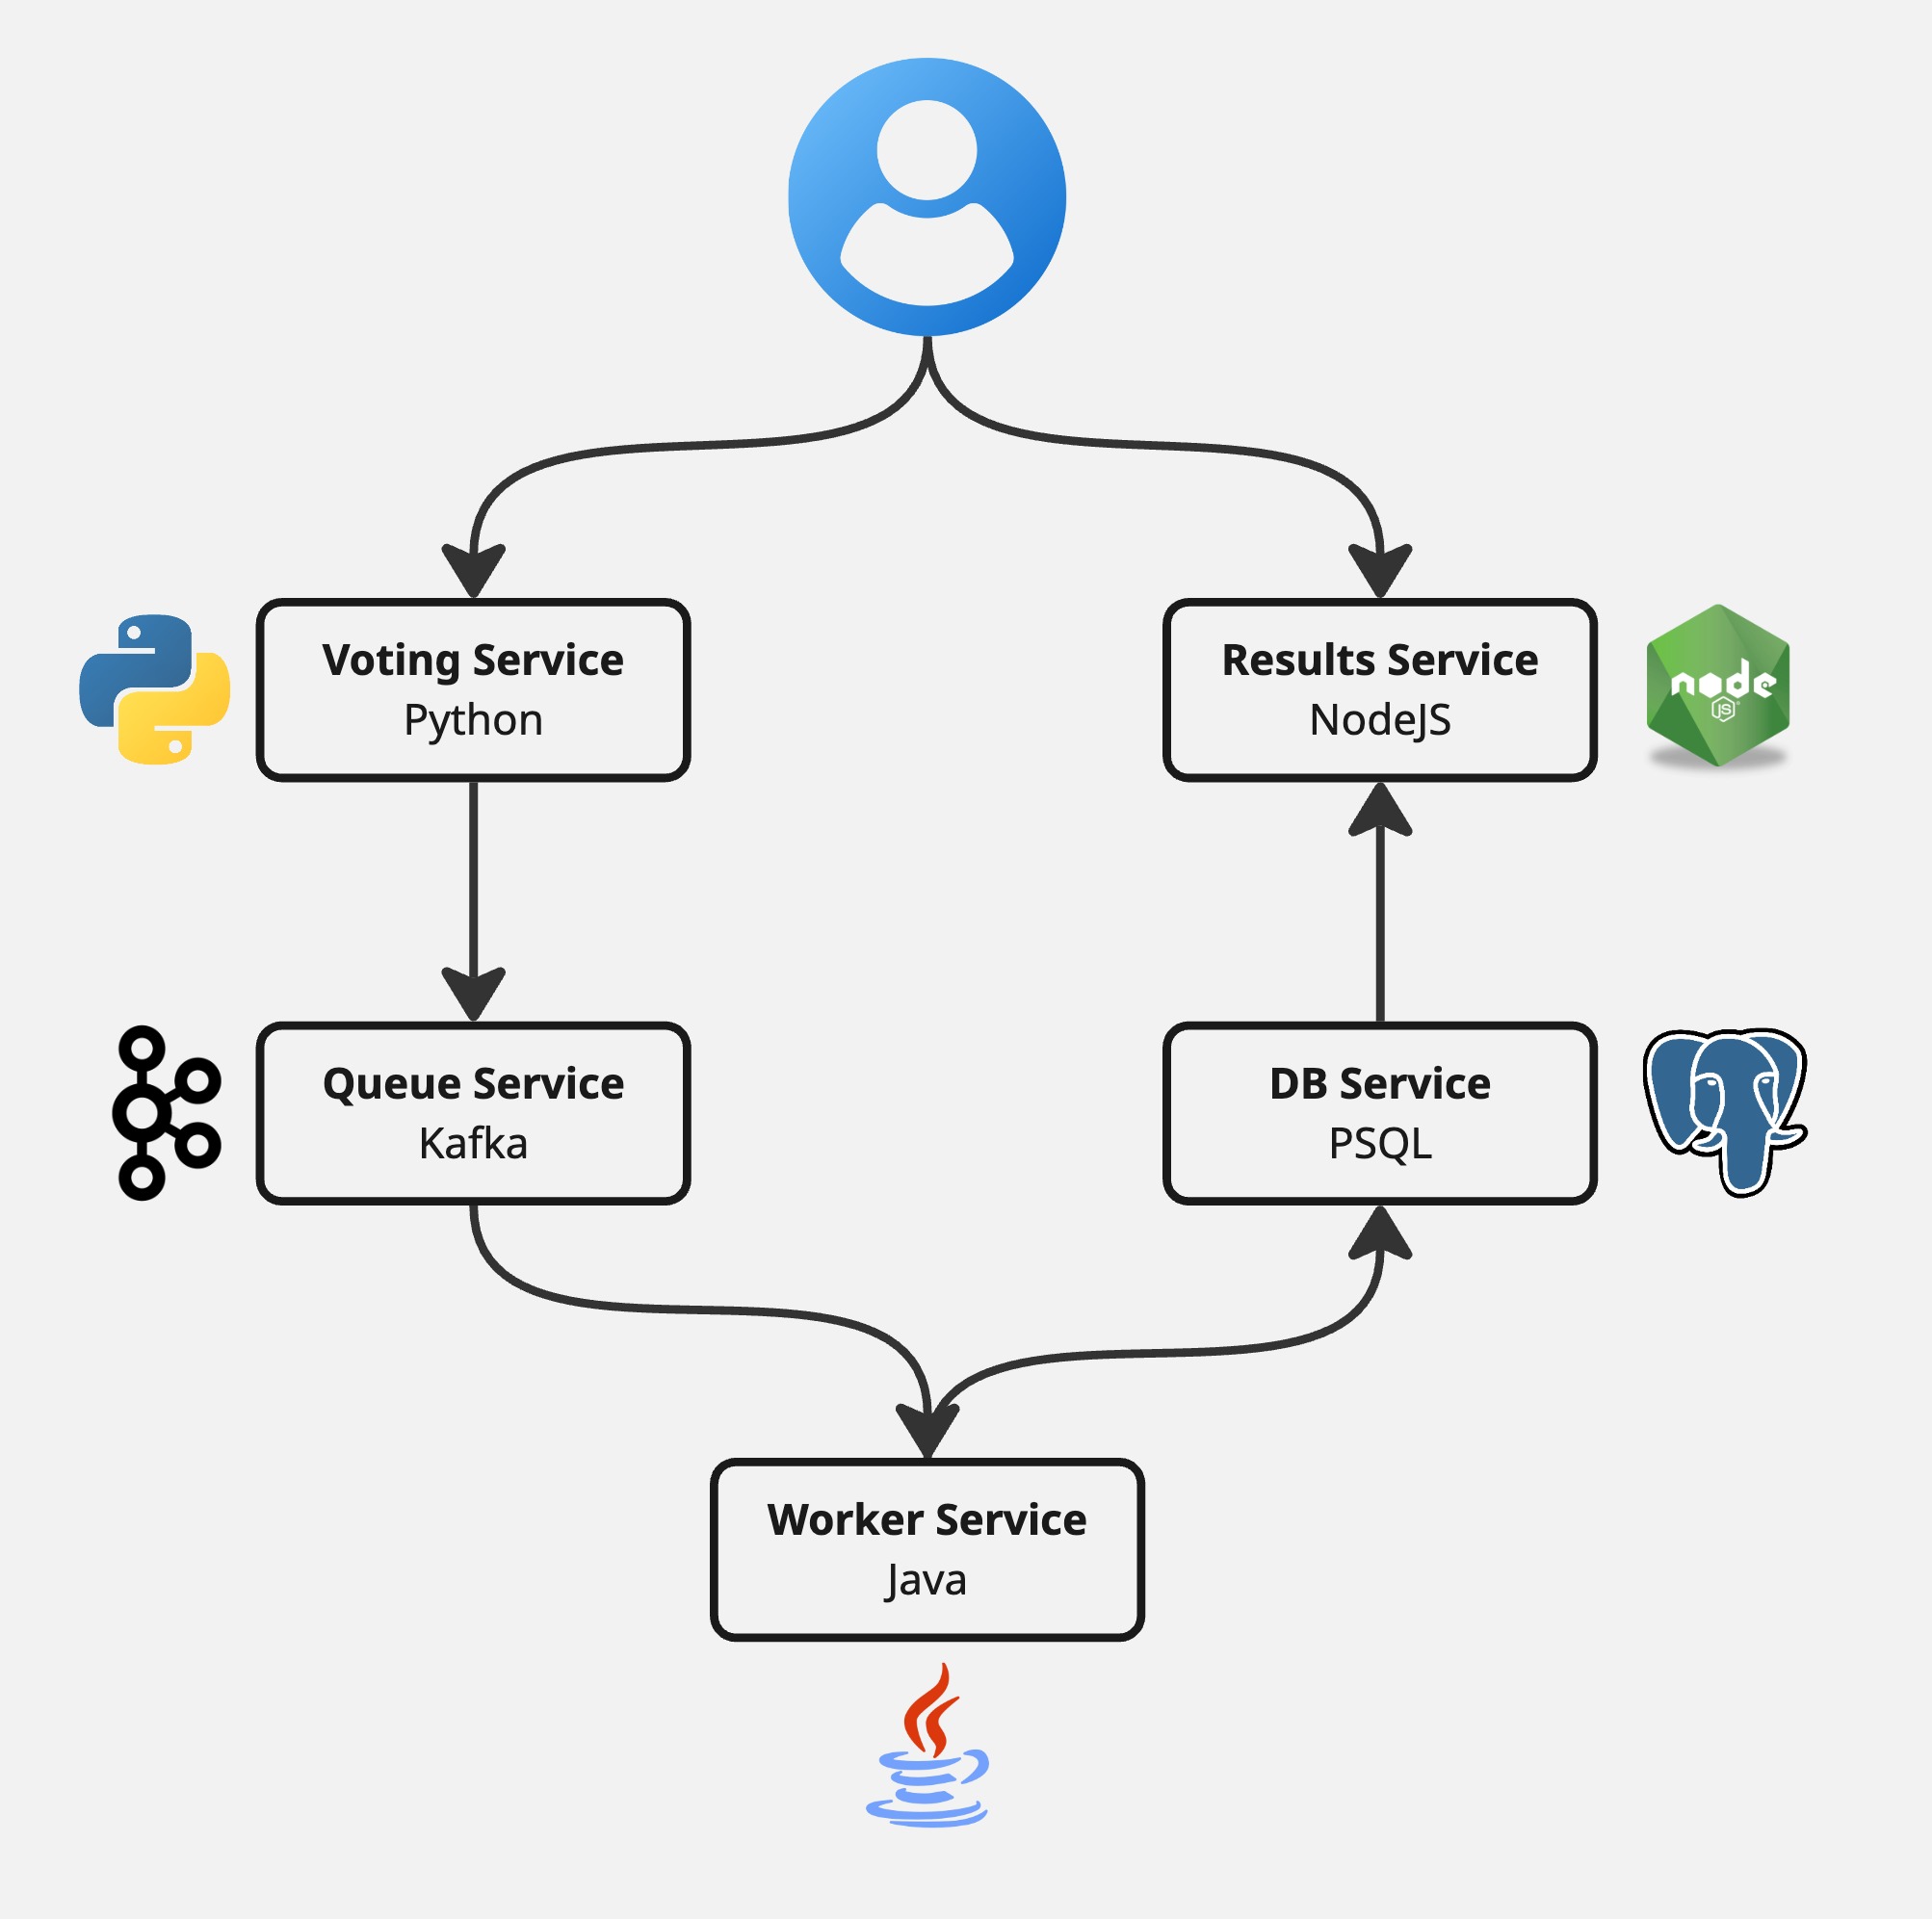 Voting Service
Python
Results Service
NodeJS
node
JS
Queue Service
Kafka
DB Service
PSQL
Worker Service
Java